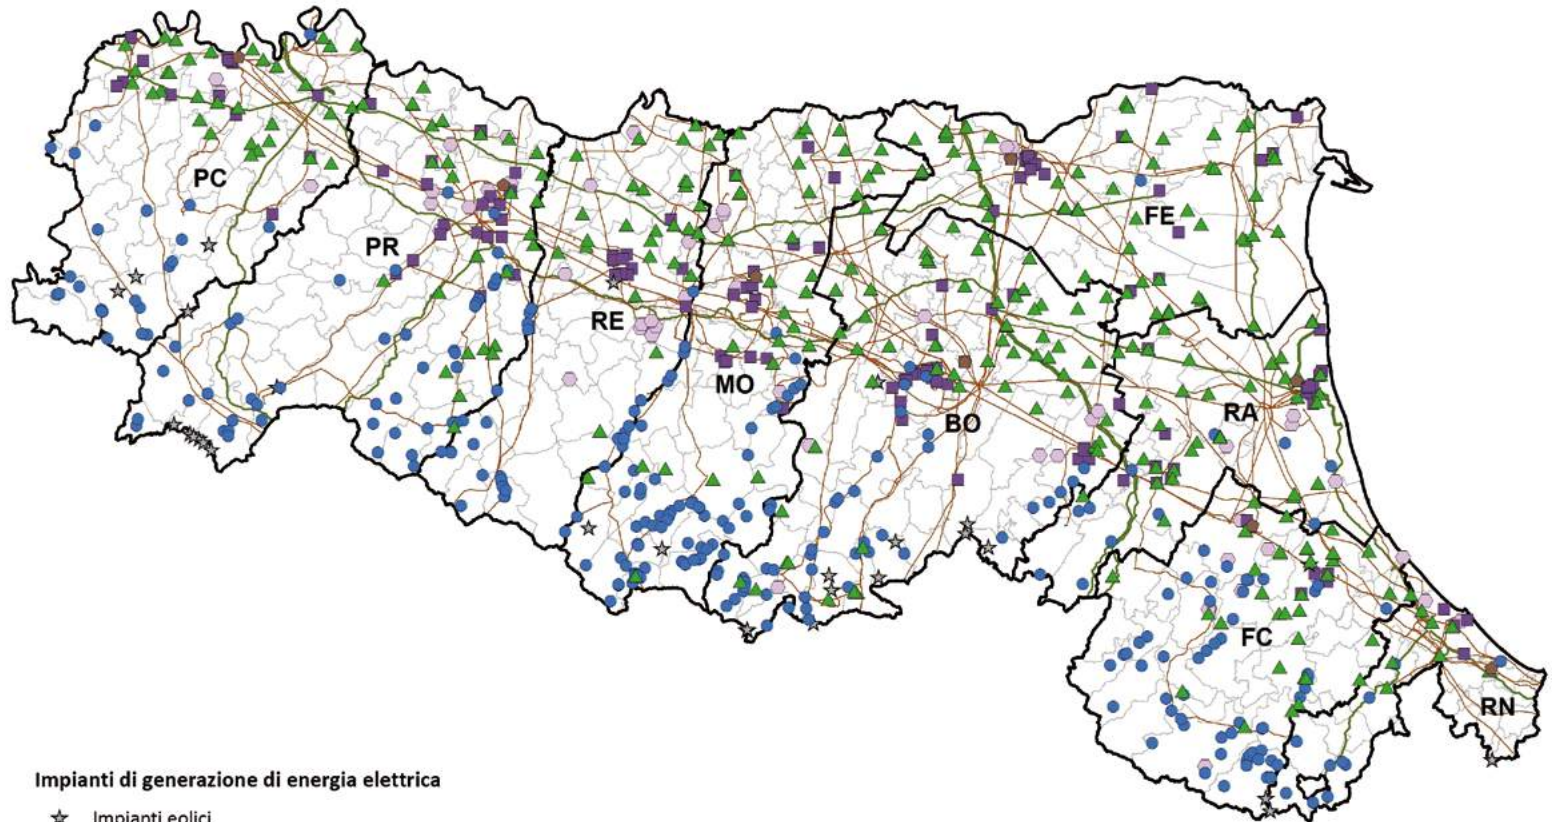 PC
PR
RE
MO
BO
FE
RA
FC
RN
Impianti di generazione di energia elettrica
Impianti eolici